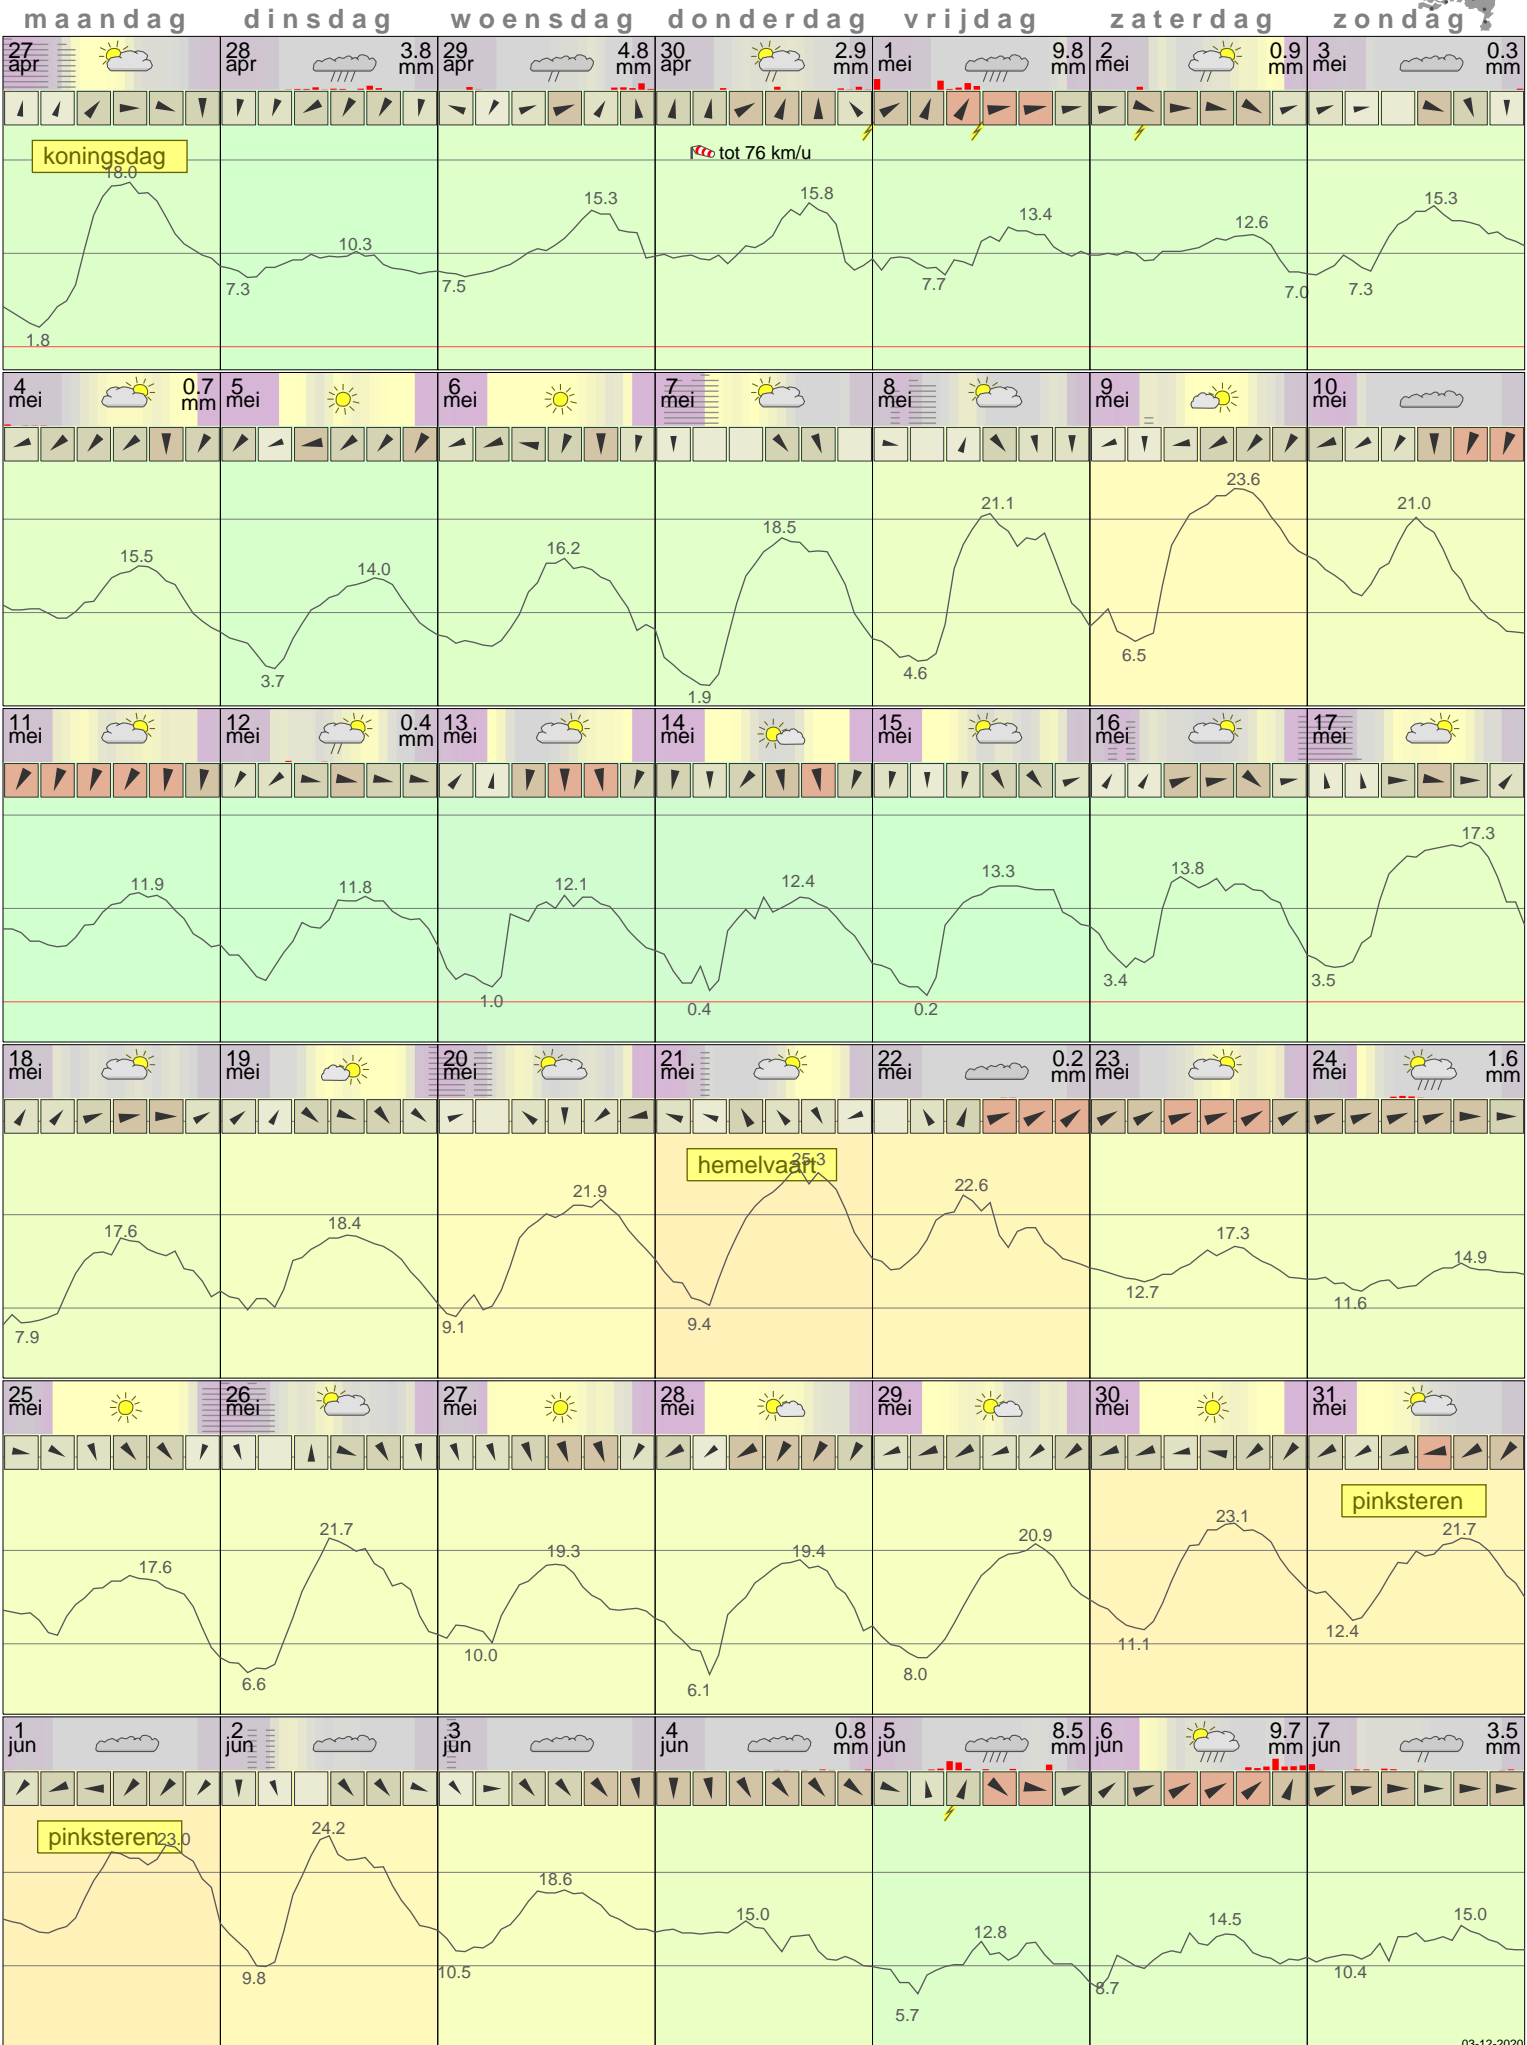 maandag dinsdag woensdag donderdag vrijdag zaterdag zondag
27 apr
28 apr 3.8 mm
29 apr 4.8 mm
30 apr 2.9 mm
1 mei 9.8 mm
2 mei 0.9 mm
3 mei 0.3 mm
koningsdag
tot 76 km/u
18.0 10.3 15.3 15.8 13.4 12.6 15.3
1.8 7.3 7.5 7.7 7.0 7.3
4 mei 0.7 mm
5 mei
6 mei
7 mei
8 mei
9 mei
10 mei
15.5 14.0 16.2 18.5 21.1 23.6 21.0
3.7 1.9 4.6 6.5
11 mei
12 mei 0.4 mm
13 mei
14 mei
15 mei
16 mei
17 mei
11.9 11.8 12.1 12.4 13.3 13.8 17.3
1.0 0.4 0.2 3.4 3.5
18 mei
19 mei
20 mei
21 mei
22 mei 0.2 mm
23 mei
24 mei 1.6 mm
hemelvaart
17.6 18.4 21.9 25.3 22.6 17.3 14.9
7.9 9.1 9.4 12.7 11.6
25 mei
26 mei
27 mei
28 mei
29 mei
30 mei
31 mei
pinksteren
17.6 21.7 19.3 19.4 20.9 23.1 21.7
6.6 10.0 6.1 8.0 11.1 12.4
1 jun
2 jun
3 jun
4 jun 0.8 mm
5 jun 8.5 mm
6 jun 9.7 mm
7 jun 3.5 mm
pinksteren
23.0 24.2 18.6 15.0 12.8 14.5 15.0
9.8 10.5 5.7 8.7 10.4
03-12-2020